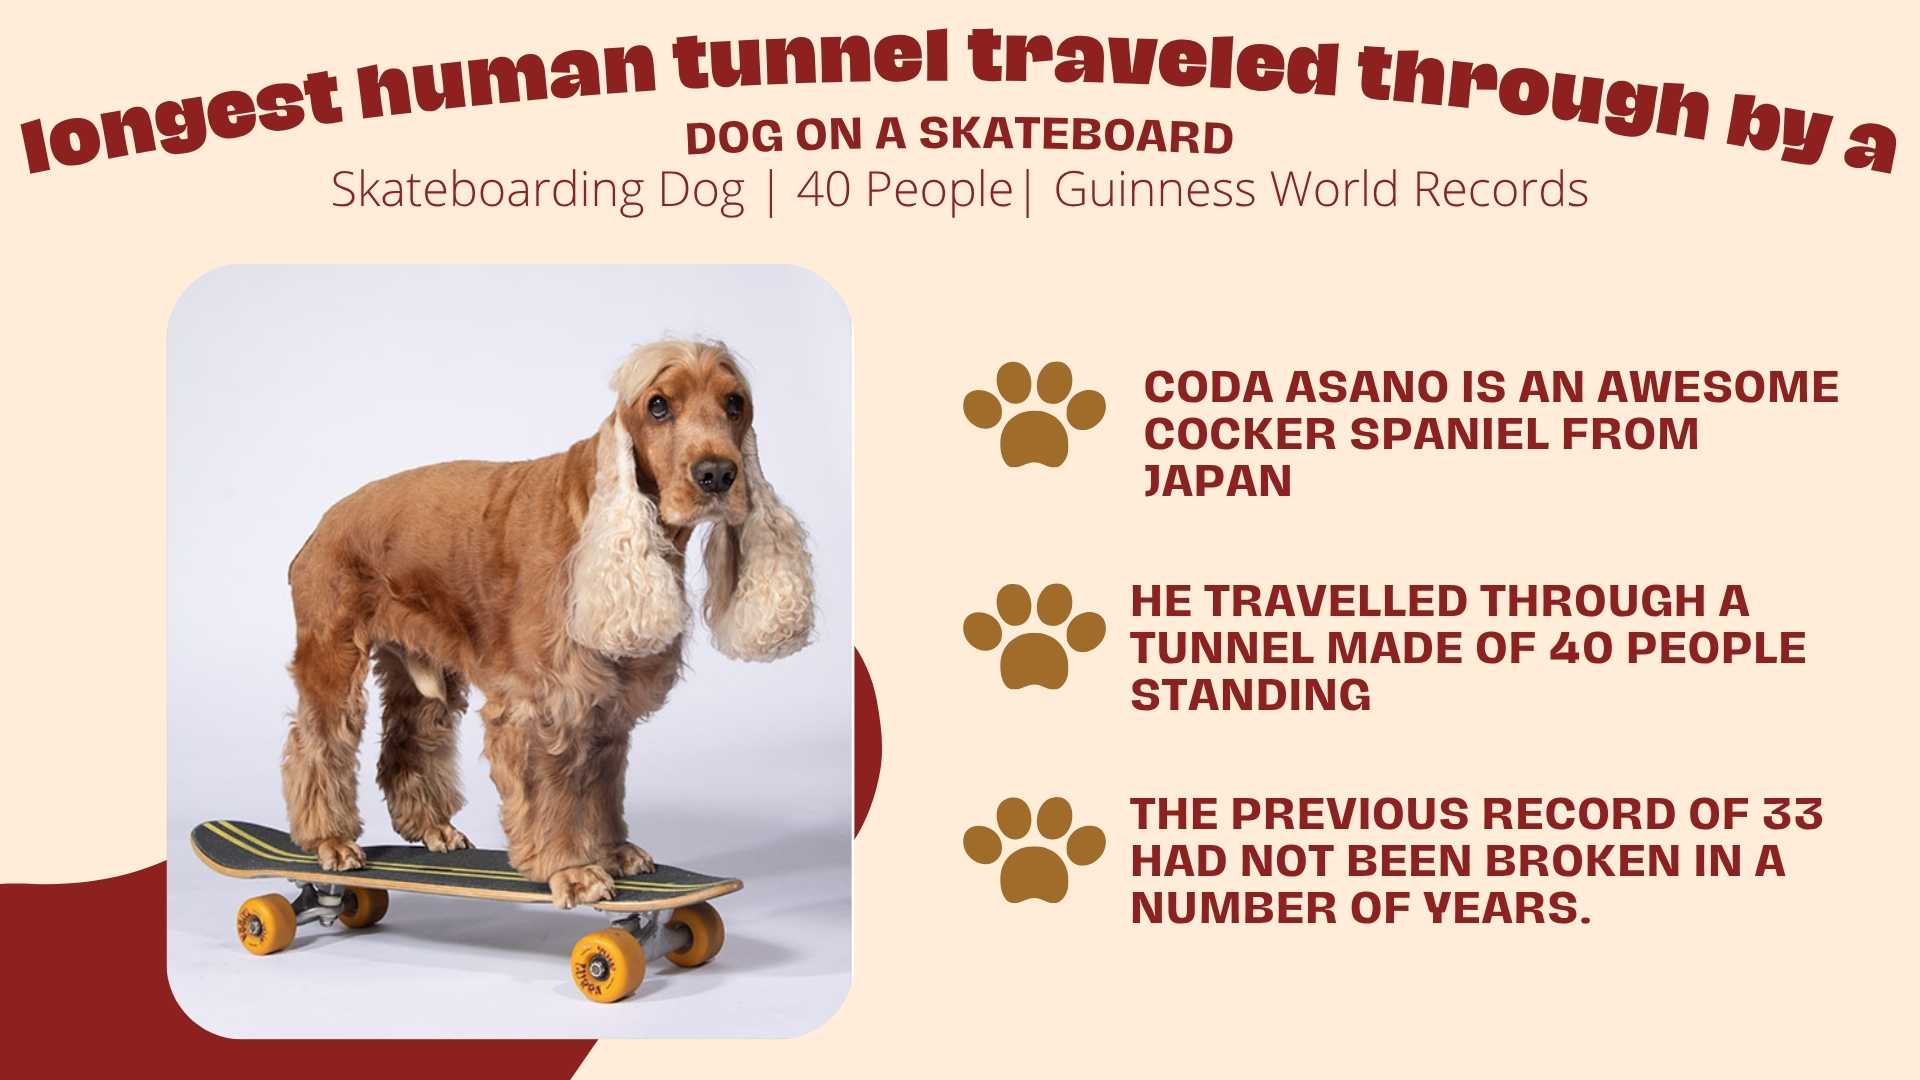 longest human tunnel traveled through by a
DOG ON A SKATEBOARD
Skateboarding Dog | 40 People| Guinness World Records
CODA ASANO IS AN AWESOME
COCKER SPANIEL FROM
JAPAN
HE TRAVELLED THROUGH A
TUNNEL MADE OF 40 PEOPLE
STANDING
THE PREVIOUS RECORD OF 33
HAD NOT BEEN BROKEN IN A
NUMBER OF YEARS.